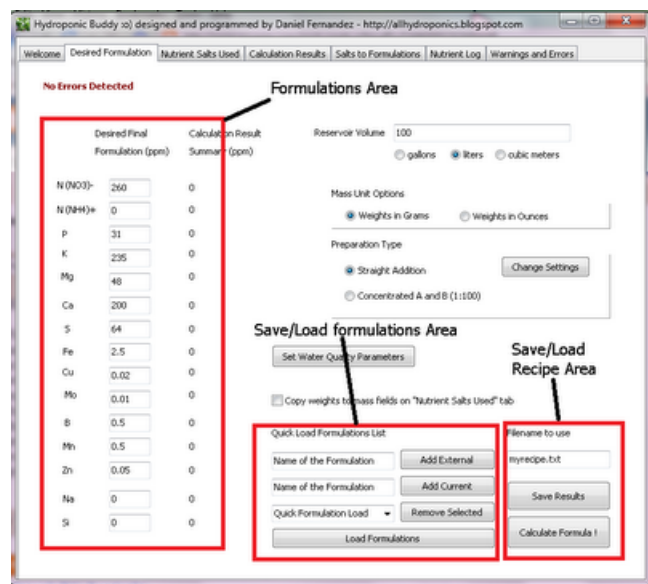 Hydroponic Buddy :o) designed and programmed by Daniel Fernandez - http://allhydroponics.blogspot.com
Welcome Desired Formulation Nutrient Salts Used Calculation Results Salts to Formulations Nutrient Log Warnings and Errors
No Errors Detected
Formulations Area
Desired Final Formulation (ppm)
Calculation Result Summary (ppm)
Reservoir Volume 100
gallons liters cubic meters
N (NO3)- 260 0
N (NH4)+ 0 0
P 31 0
K 235 0
Mg 48 0
Ca 200 0
S 64 0
Fe 2.5 0
Cu 0.02 0
Mo 0.01 0
B 0.5 0
Mn 0.5 0
Zn 0.05 0
Na 0 0
Si 0 0
Mass Unit Options
Weights in Grams Weights in Ounces
Preparation Type
Straight Addition
Change Settings
Concentrated A and B (1:100)
Save/Load formulations Area
Set Water Quality Parameters
Save/Load
Recipe Area
Copy weights to mass fields on "Nutrient Salts Used" tab
Quick Load Formulations List
Name of the Formulation Add External
Name of the Formulation Add Current
Quick Formulation Load Remove Selected
Load Formulations
Filename to use
myrecipe.txt
Save Results
Calculate Formula !